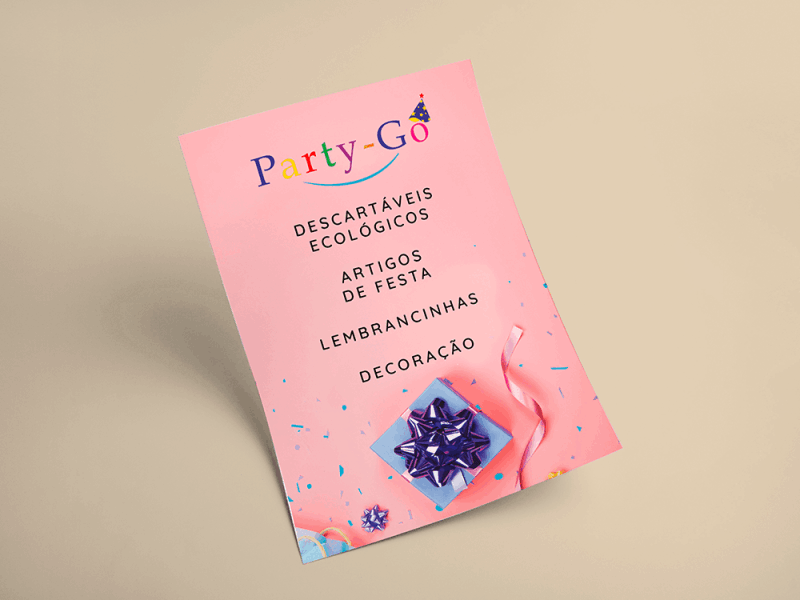 Party-Go
DESCARTÁVEIS
ECOLÓGICOS
ARTIGOS
DE FESTA
LEMBRANCINHAS
DECORAÇÃO